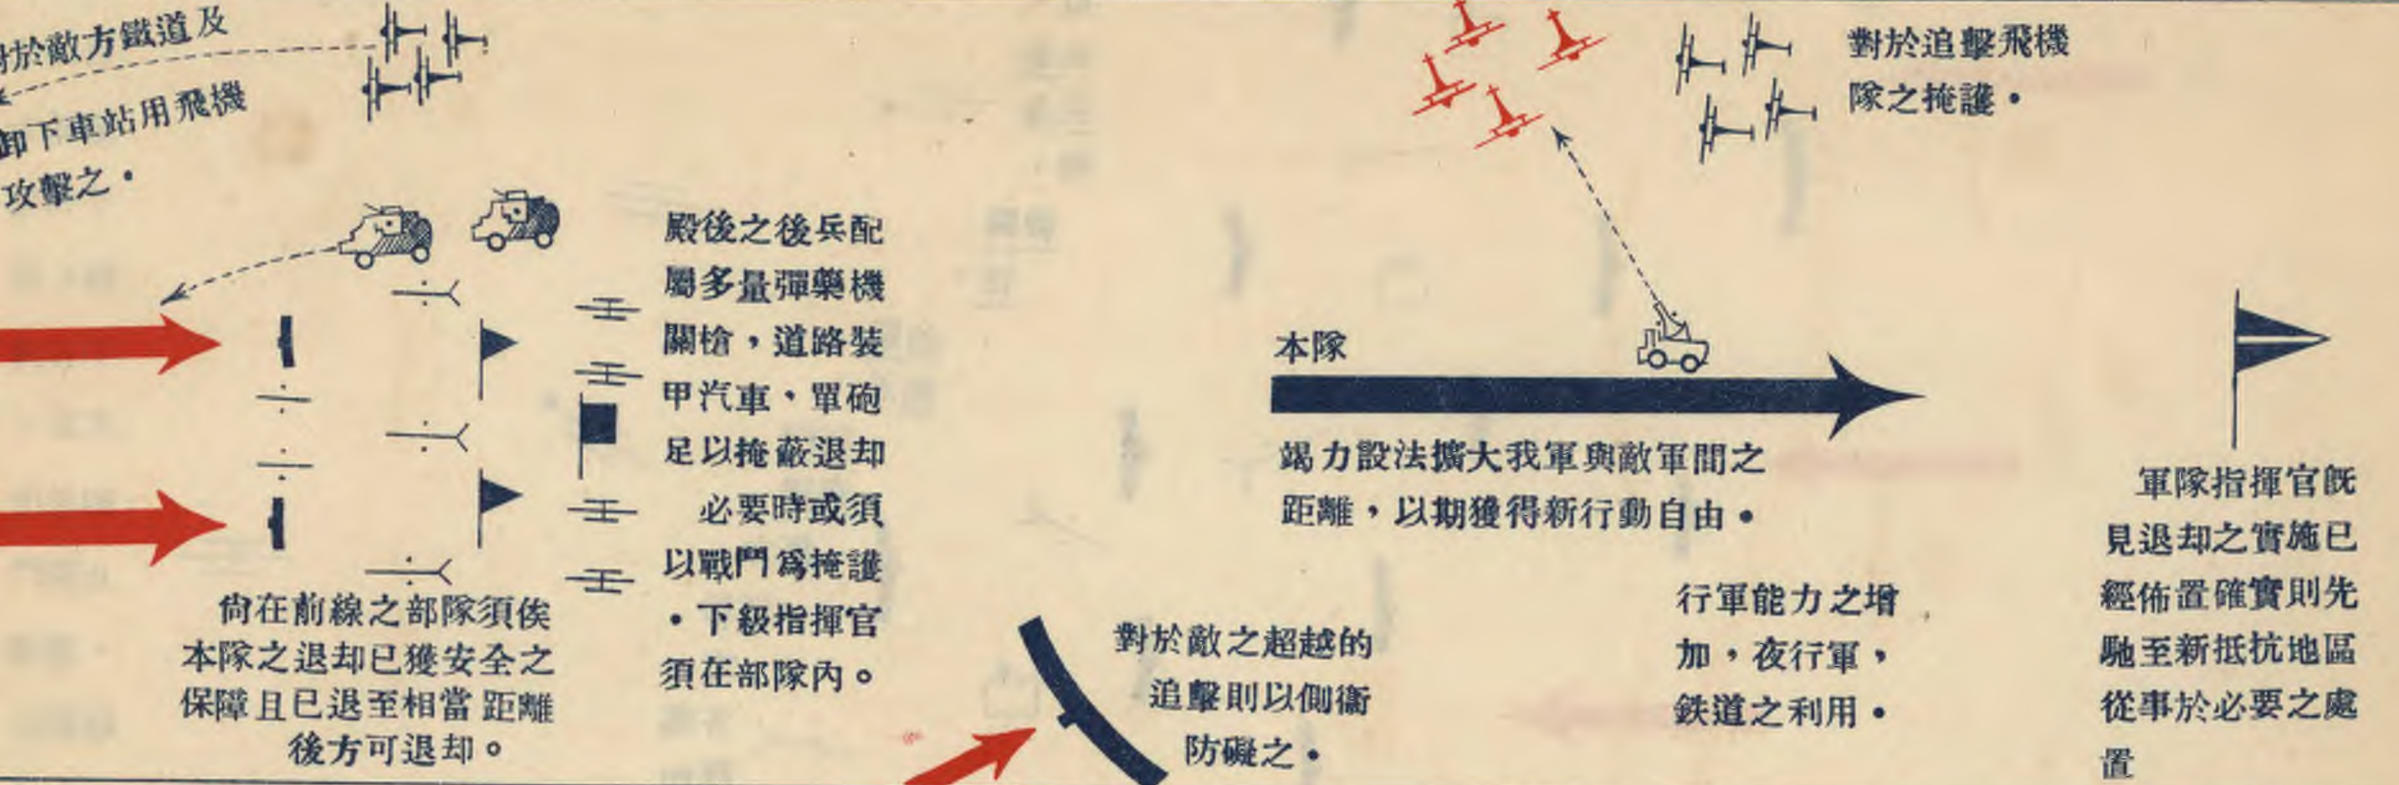 對於敵方鐵道及
卸下車站用飛機
攻擊之．
對於追擊飛機
隊之掩護．
殿後之後兵配
屬多量彈藥機
關槍，道路裝
甲汽車、單砲
足以掩蔽退却
必要時或須
以戰鬥爲掩護
．下級指揮官
須在部隊內。
尙在前線之部隊須俟
本隊之退却已獲安全之
保障且已退至相當距離
後方可退却。
本隊
竭力設法擴大我軍與敵軍間之
距離，以期獲得新行動自由．
對於敵之超越的
追擊則以側衞
防礙之．
行軍能力之增
加，夜行軍，
鉄道之利用．
軍隊指揮官既
見退却之實施已
經佈置確實則先
馳至新抵抗地區
從事於必要之處
置